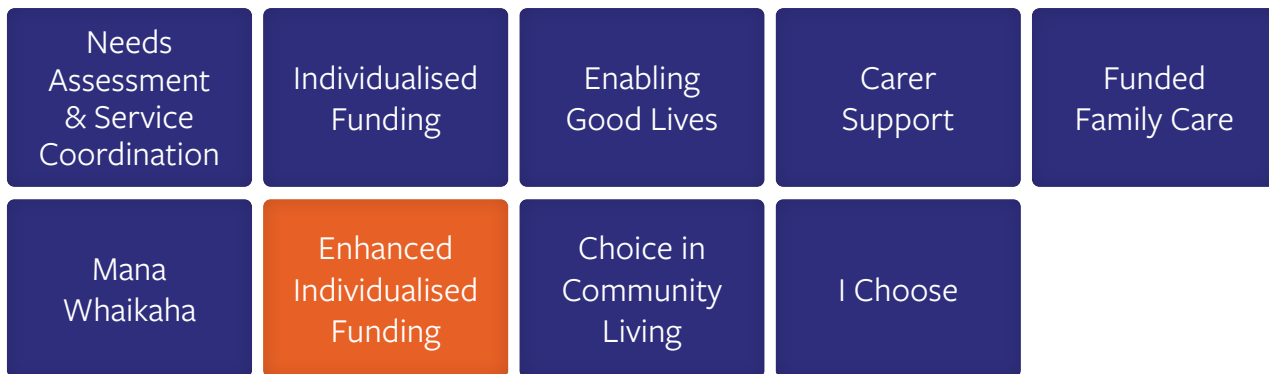 Needs
Assessment
& Service
Coordination
Individualised
Funding
Enabling
Good Lives
Carer
Support
Funded
Family Care
Mana
Whaikaha
Enhanced
Individualised
Funding
Choice in
Community
Living
I Choose